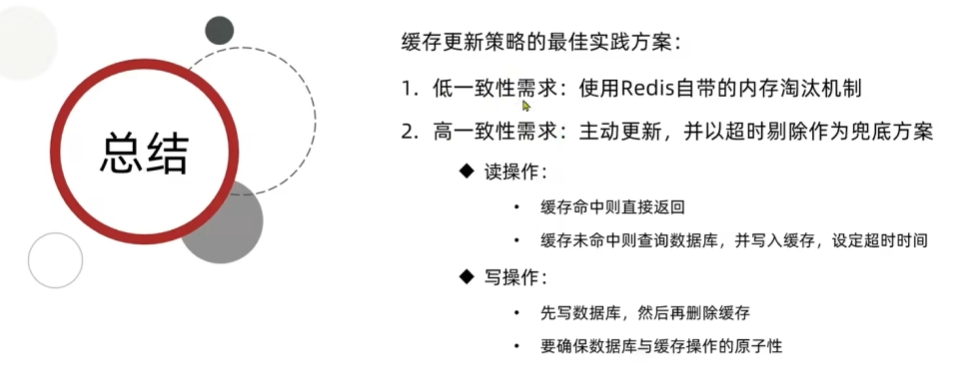 总结
缓存更新策略的最佳实践方案：
1. 低一致性需求：使用Redis自带的内存淘汰机制
2. 高一致性需求：主动更新，并以超时剔除作为兜底方案
◆ 读操作：
• 缓存命中则直接返回
• 缓存未命中则查询数据库，并写入缓存，设定超时时间
◆ 写操作：
• 先写数据库，然后再删除缓存
• 要确保数据库与缓存操作的原子性